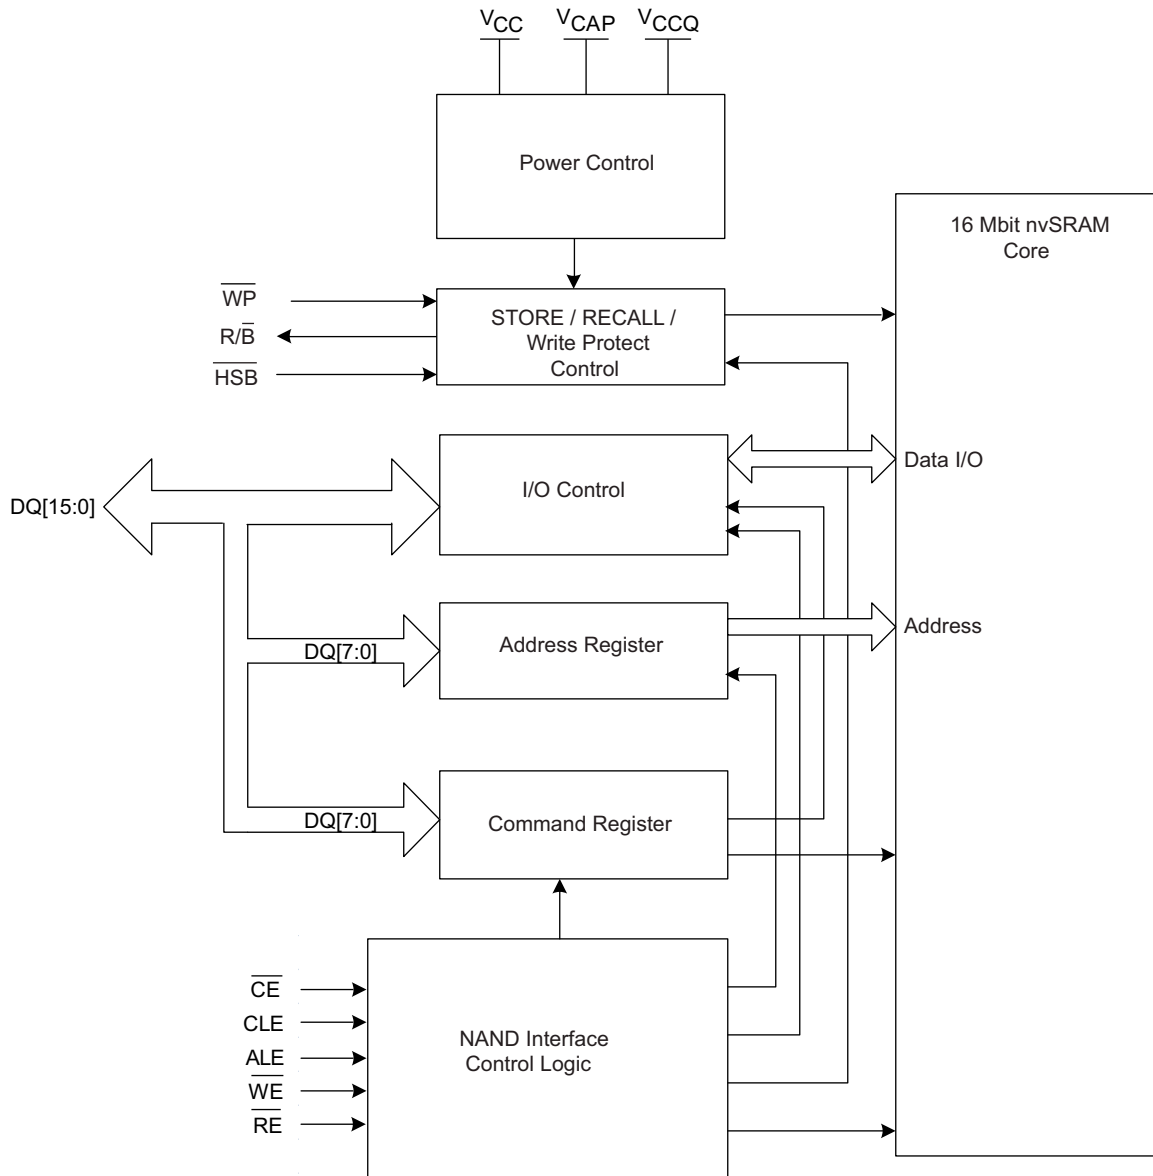 VCC VCAP VCCQ
Power Control
16 Mbit nvSRAM
Core
WP
R/B
HSB
STORE / RECALL /
Write Protect
Control
DQ[15:0]
I/O Control
Data I/O
DQ[7:0]
Address Register
Address
DQ[7:0]
Command Register
CE
CLE
ALE
WE
RE
NAND Interface
Control Logic